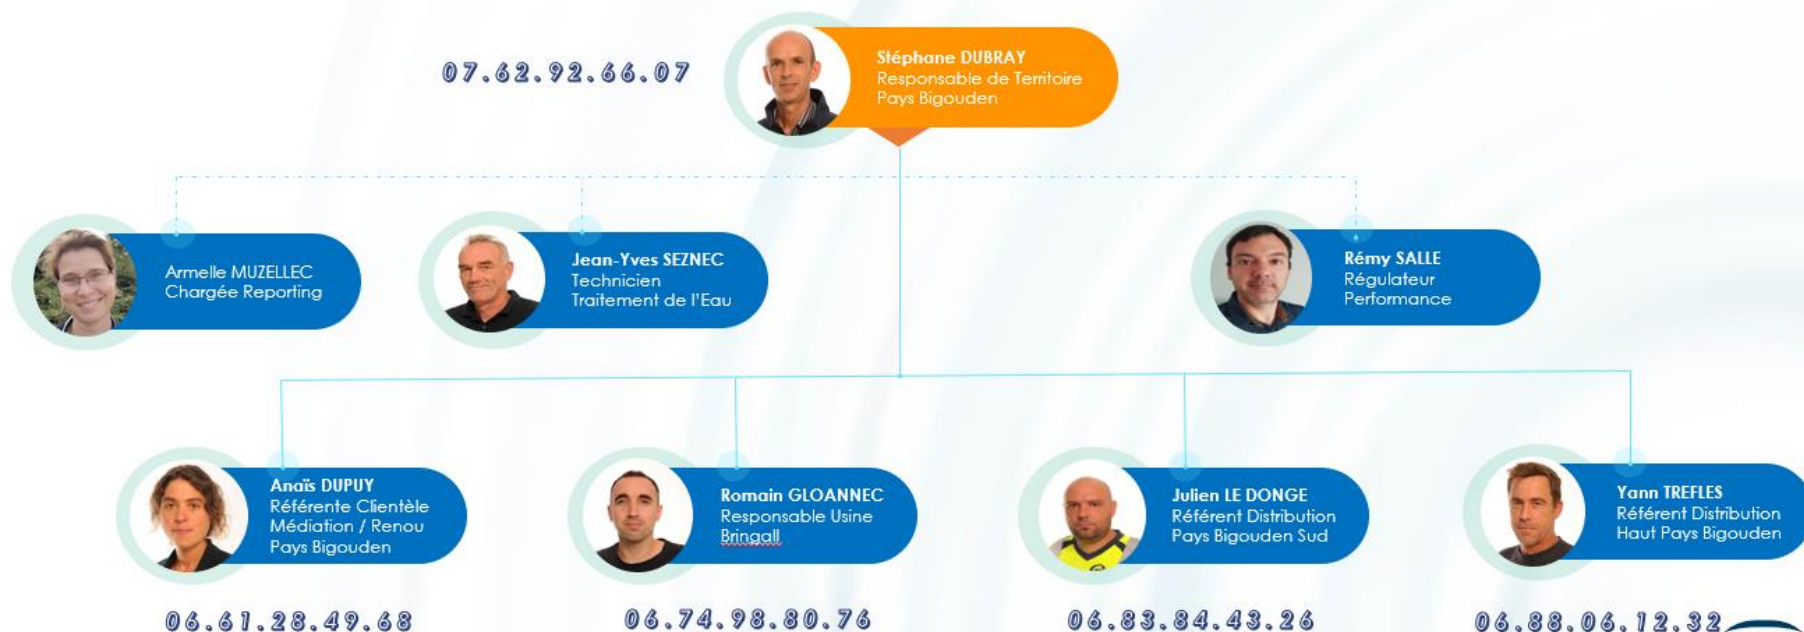 07.62.92.66.07
Stéphane DUBRAY
Responsable de Territoire
Pays Bigouden
Armelle MUZELLEC
Chargée Reporting
Jean-Yves SEZNEC
Technicien
Traitement de l'Eau
Rémy SALLE
Régulateur
Performance
Anaïs DUPUY
Référente Clientèle
Médiation / Renou
Pays Bigouden
06.61.28.49.68
Romain GLOANNEC
Responsable Usine
Bringall
06.74.98.80.76
Julien LE DONGE
Référent Distribution
Pays Bigouden Sud
06.83.84.43.26
Yann TREFLES
Référent Distribution
Haut Pays Bigouden
06.88.06.12.32